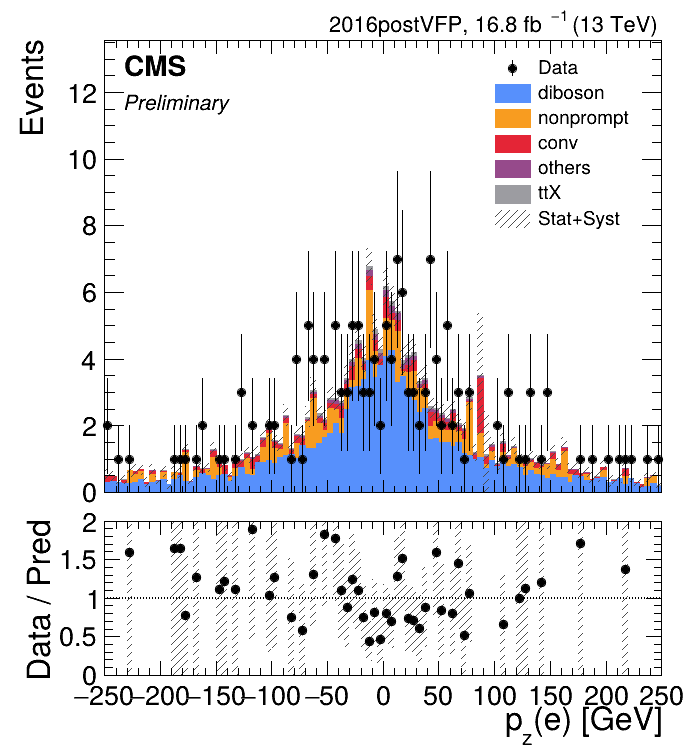 2016postVFP, 16.8 fb⁻¹ (13 TeV)
CMS
Preliminary
Events
Data
diboson
nonprompt
conv
others
ttX
Stat+Syst
12
10
8
6
4
2
0
Data / Pred
2
1.5
1
0.5
0
−250 −200 −150 −100 −50 0 50 100 150 200 250
p_z(e) [GeV]